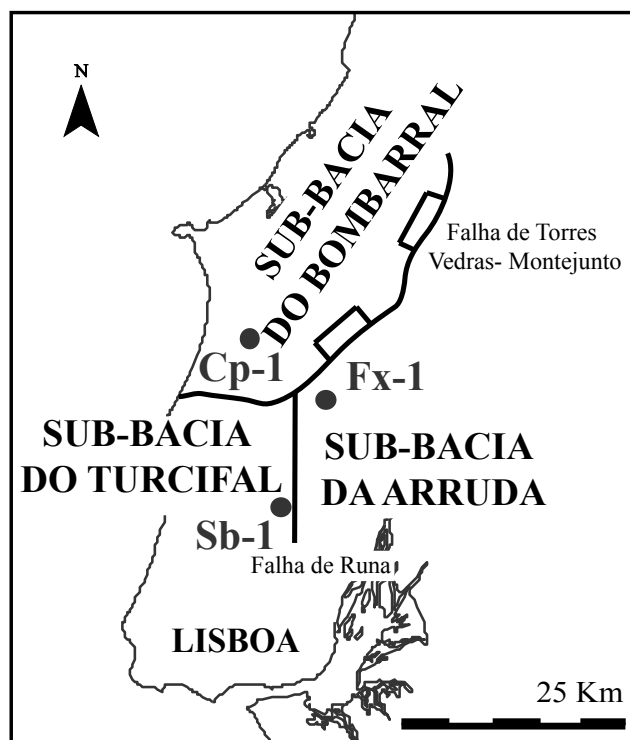 N
SUB-BACIA
DO BOMBARRAL
Falha de Torres
Vedras- Montejunto
Cp-1
Fx-1
SUB-BACIA
DO TURCIFAL
SUB-BACIA
DA ARRUDA
Sb-1
Falha de Runa
LISBOA
25 Km